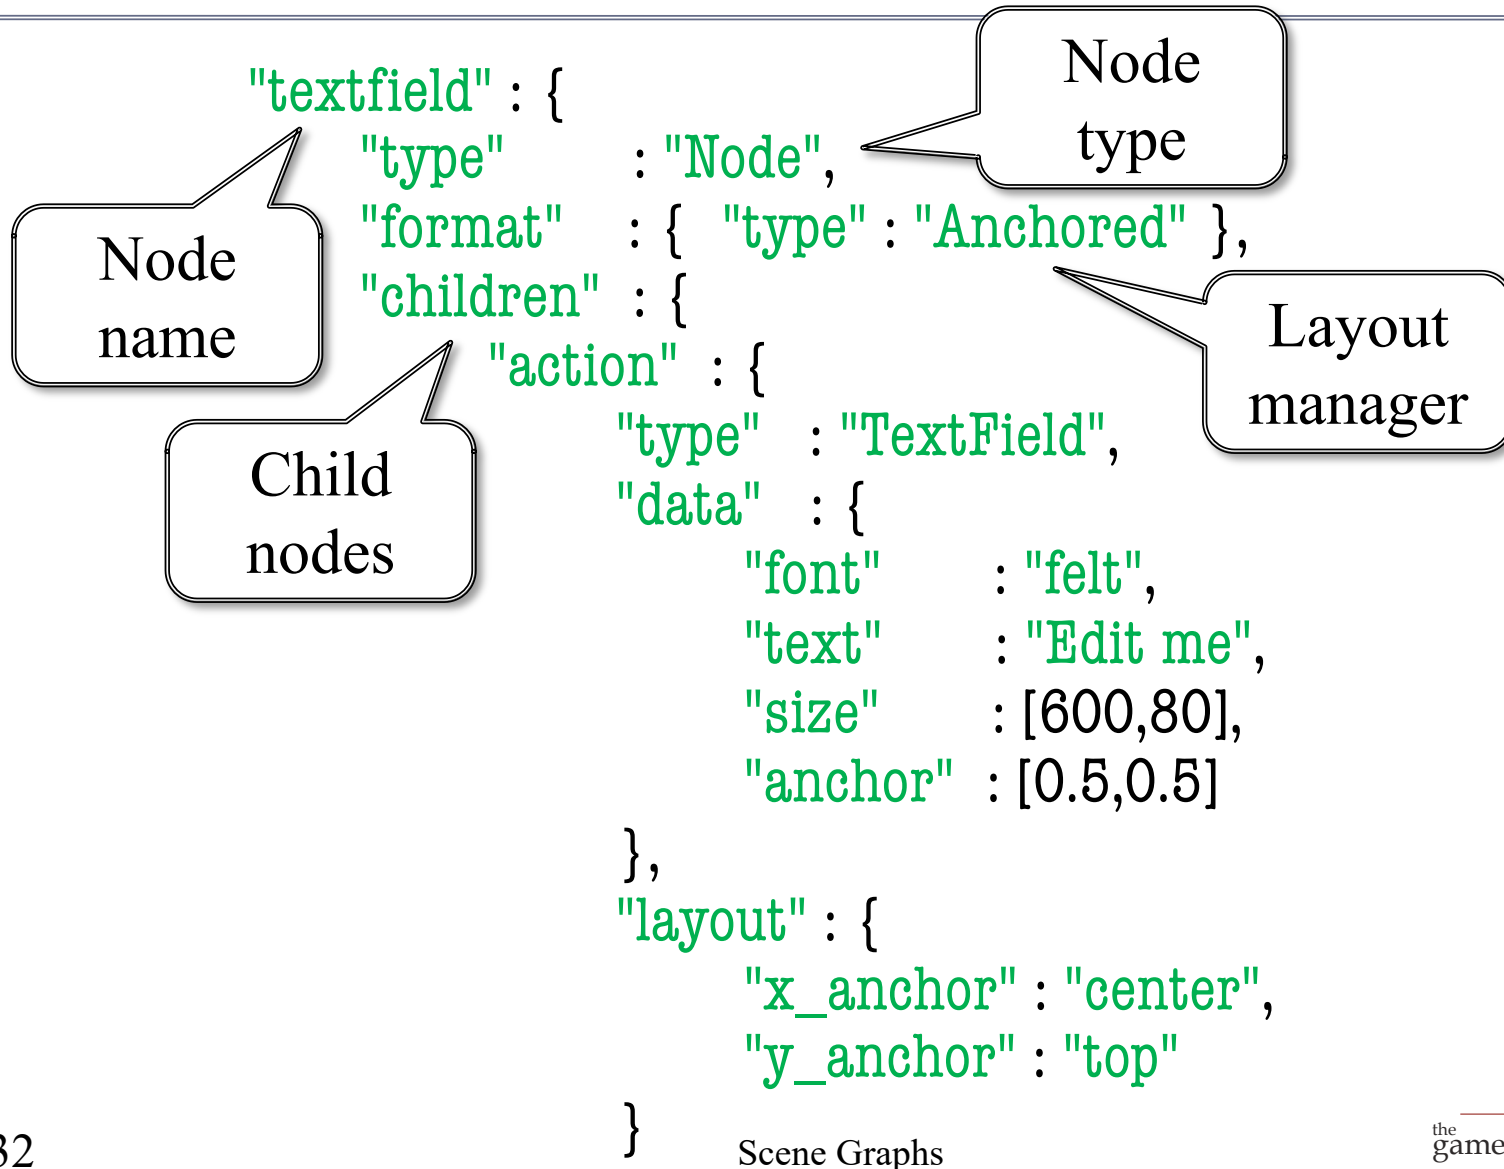 "textfield" : {
"type" : "Node",
"format" : { "type" : "Anchored" },
"children" : {
"action" : {
"type" : "TextField",
"data" : {
"font" : "felt",
"text" : "Edit me",
"size" : [600,80],
"anchor" : [0.5,0.5]
},
"layout" : {
"x_anchor" : "center",
"y_anchor" : "top"
}
Node
type
Node
name
Layout
manager
Child
nodes
32
Scene Graphs
the
game